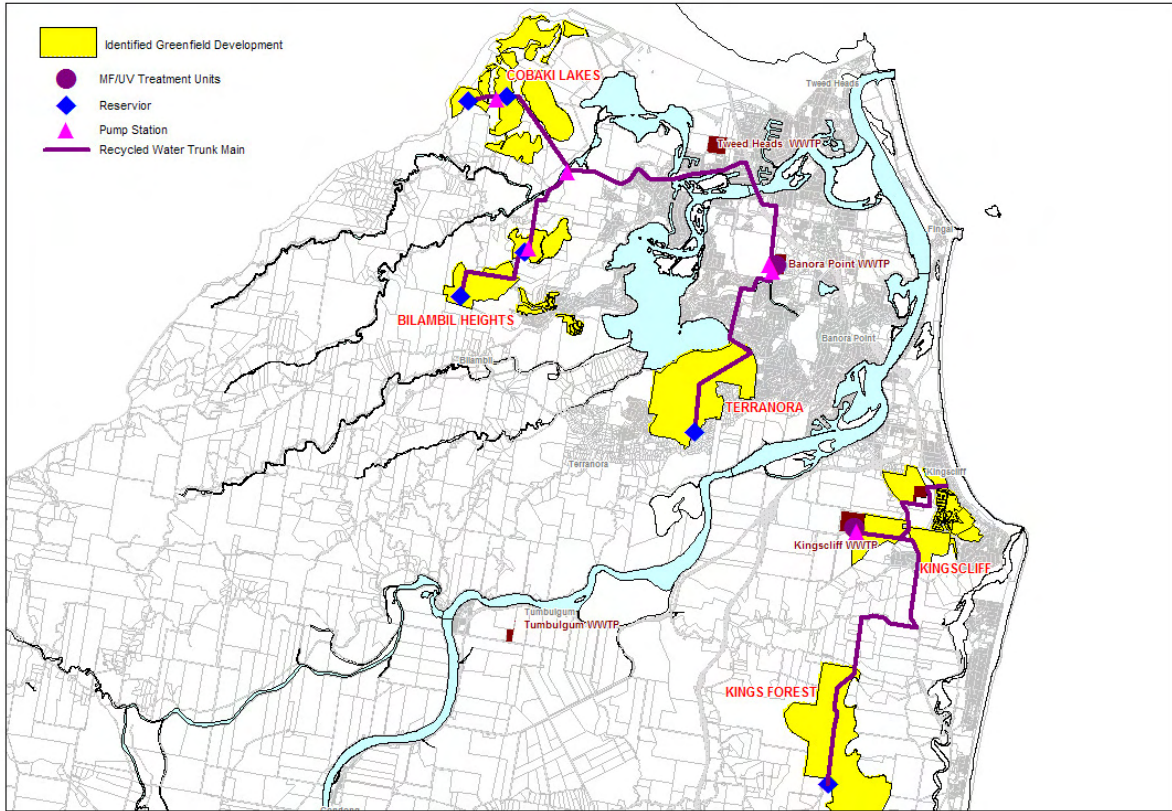 Identified Greenfield Development
MF/UV Treatment Units
Reservior
Pump Station
Recycled Water Trunk Main
COBAKI LAKES
Tweed Heads
Tweed Heads WWTP
Fingal
Banora Point WWTP
BILAMBIL HEIGHTS
Banora Point
Bilambil
TERRANORA
Terranora
Kingscliff
Kingscliff WWTP
KINGSCLIFF
Tumbulgum
Tumbulgum WWTP
KINGS FOREST